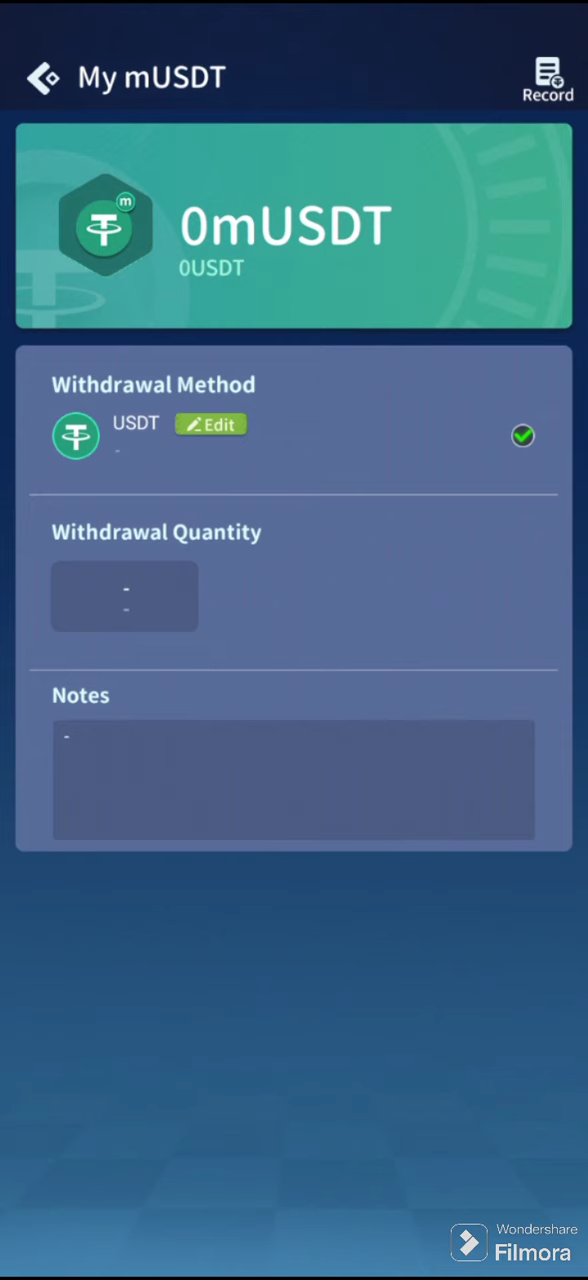 My mUSDT
Record
m
0mUSDT
0USDT
Withdrawal Method
USDT
Edit
-
Withdrawal Quantity
-
-
Notes
-
Wondershare
Filmora